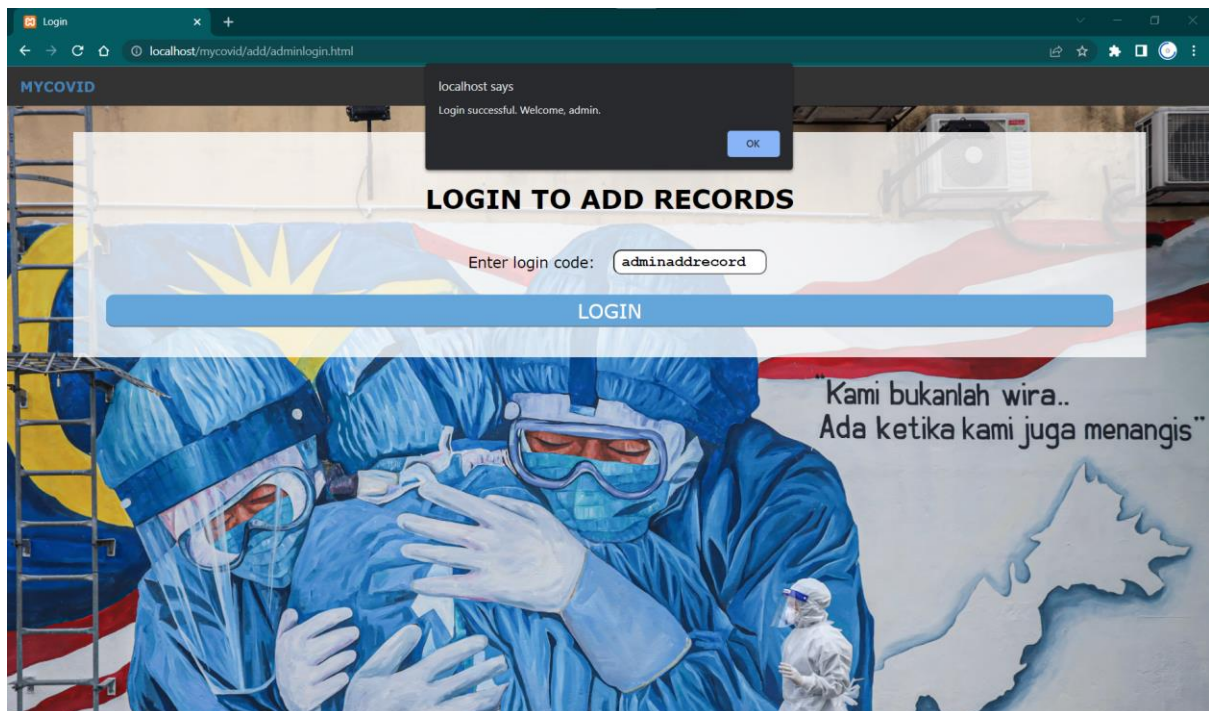 Login
localhost/mycovid/add/adminlogin.html
MYCOVID
localhost says
Login successful. Welcome, admin.
OK
LOGIN TO ADD RECORDS
Enter login code: adminaddrecord
LOGIN
"Kami bukanlah wira..
Ada ketika kami juga menangis"